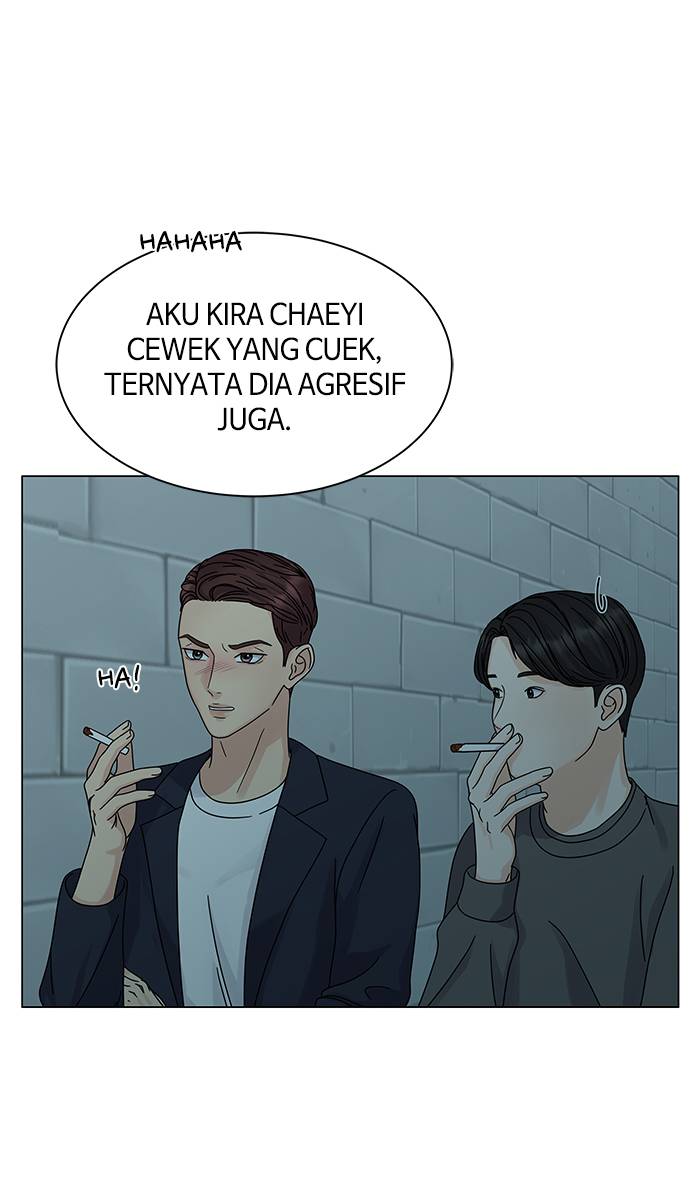 HAHAHA
AKU KIRA CHAEYI
CEWEK YANG CUEK,
TERNYATA DIA AGRESIF
JUGA.
HA!